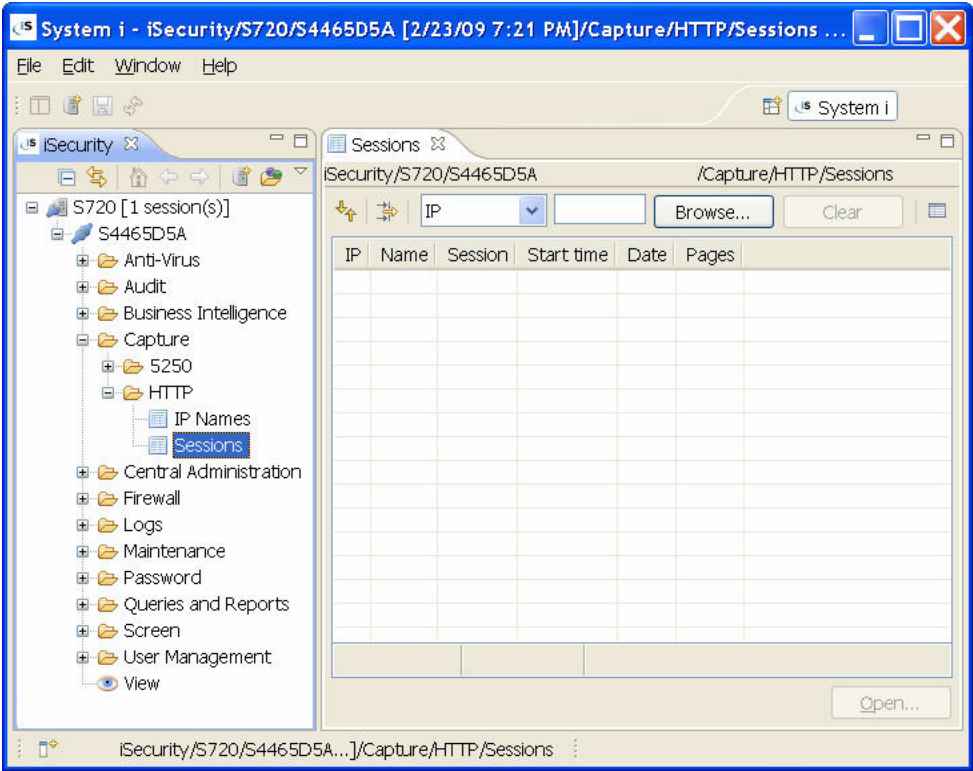 System i - iSecurity/S720/S4465D5A [2/23/09 7:21 PM]/Capture/HTTP/Sessions ...
File Edit Window Help
System i
iSecurity
Sessions
iSecurity/S720/S4465D5A /Capture/HTTP/Sessions
IP Browse... Clear
IP Name Session Start time Date Pages
S720 [1 session(s)]
S4465D5A
Anti-Virus
Audit
Business Intelligence
Capture
5250
HTTP
IP Names
Sessions
Central Administration
Firewall
Logs
Maintenance
Password
Queries and Reports
Screen
User Management
View
Open...
iSecurity/S720/S4465D5A...]/Capture/HTTP/Sessions